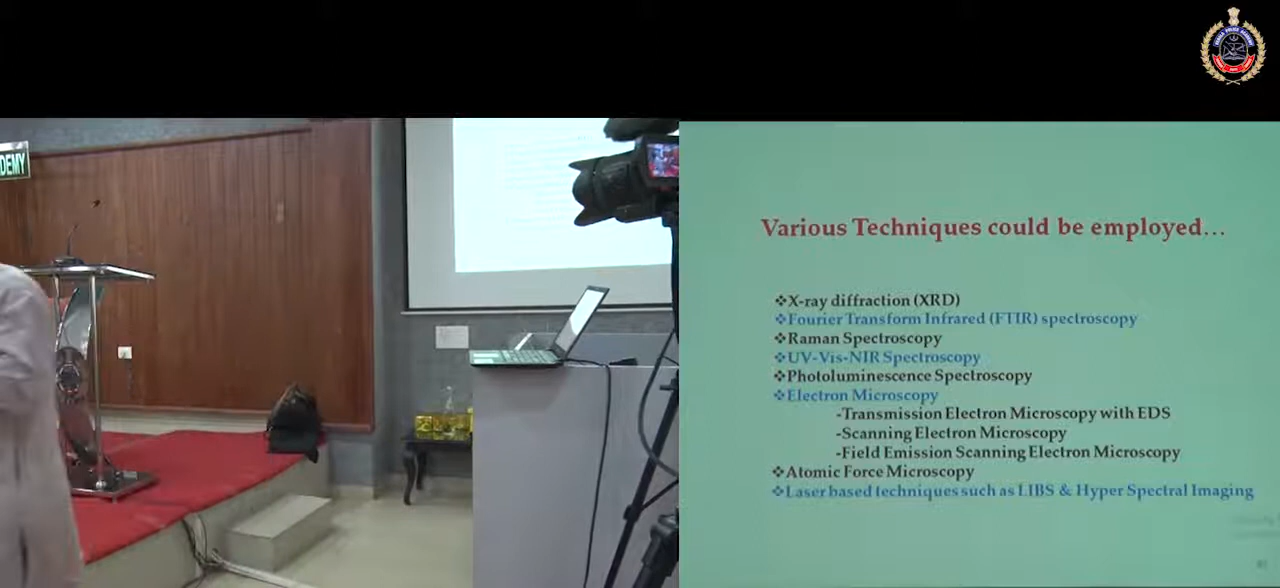 DEMY
Various Techniques could be employed...
❖X-ray diffraction (XRD)
❖Fourier Transform Infrared (FTIR) spectroscopy
❖Raman Spectroscopy
❖UV-Vis-NIR Spectroscopy
❖Photoluminescence Spectroscopy
❖Electron Microscopy
-Transmission Electron Microscopy with EDS
-Scanning Electron Microscopy
-Field Emission Scanning Electron Microscopy
❖Atomic Force Microscopy
❖Laser based techniques such as LIBS & Hyper Spectral Imaging